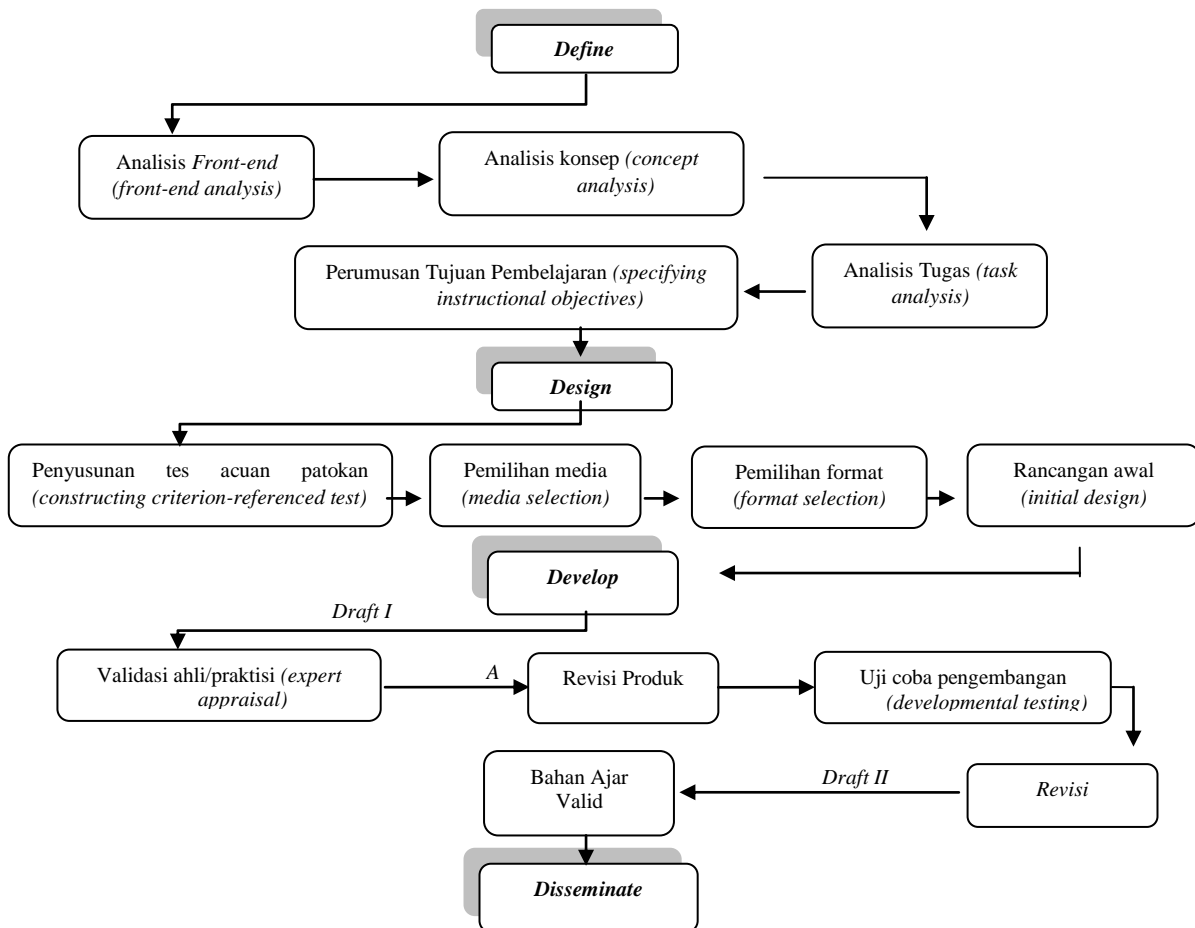 Define
Analisis Front-end
(front-end analysis)
Analisis konsep (concept
analysis)
Perumusan Tujuan Pembelajaran (specifying
instructional objectives)
Analisis Tugas (task
analysis)
Design
Penyusunan tes acuan patokan
(constructing criterion-referenced test)
Pemilihan media
(media selection)
Pemilihan format
(format selection)
Rancangan awal
(initial design)
Develop
Draft I
Validasi ahli/praktisi (expert
appraisal)
A
Revisi Produk
Uji coba pengembangan
(developmental testing)
Bahan Ajar
Valid
Draft II
Revisi
Disseminate